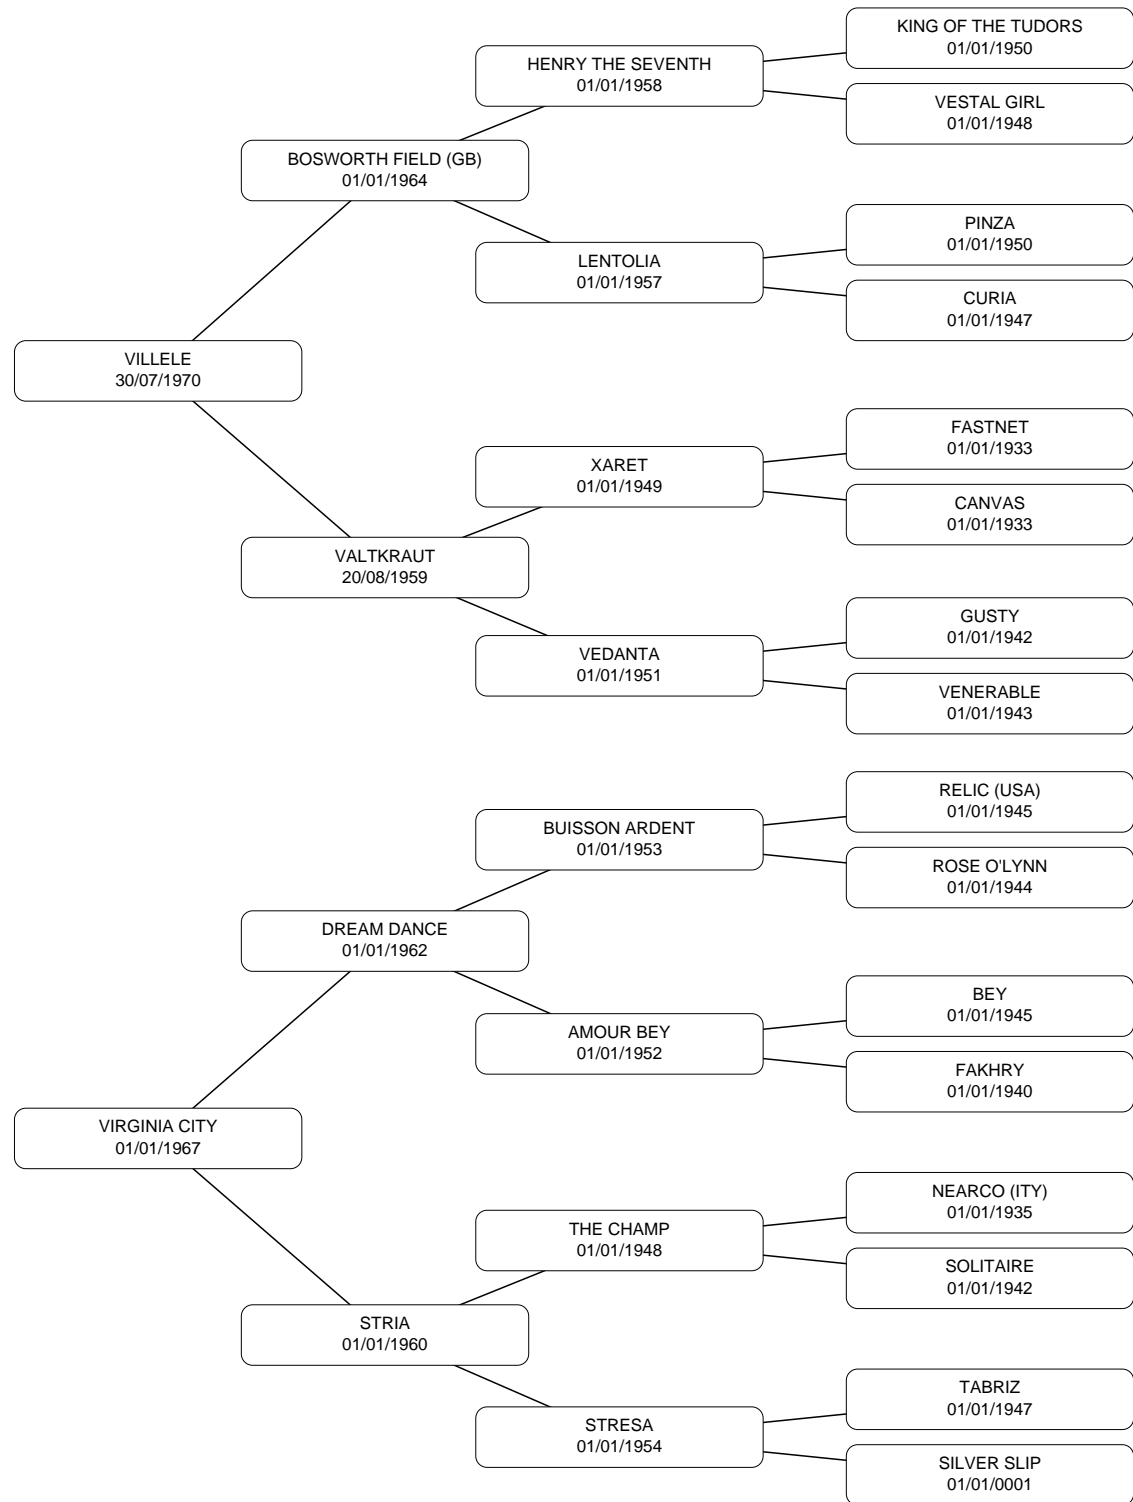 KING OF THE TUDORS
01/01/1950
HENRY THE SEVENTH
01/01/1958
VESTAL GIRL
01/01/1948
BOSWORTH FIELD (GB)
01/01/1964
PINZA
01/01/1950
LENTOLIA
01/01/1957
CURIA
01/01/1947
VILLELE
30/07/1970
FASTNET
01/01/1933
XARET
01/01/1949
CANVAS
01/01/1933
VALTKRAUT
20/08/1959
GUSTY
01/01/1942
VEDANTA
01/01/1951
VENERABLE
01/01/1943
RELIC (USA)
01/01/1945
BUISSON ARDENT
01/01/1953
ROSE O'LYNN
01/01/1944
DREAM DANCE
01/01/1962
BEY
01/01/1945
AMOUR BEY
01/01/1952
FAKHRY
01/01/1940
VIRGINIA CITY
01/01/1967
NEARCO (ITY)
01/01/1935
THE CHAMP
01/01/1948
SOLITAIRE
01/01/1942
STRIA
01/01/1960
TABRIZ
01/01/1947
STRESA
01/01/1954
SILVER SLIP
01/01/0001